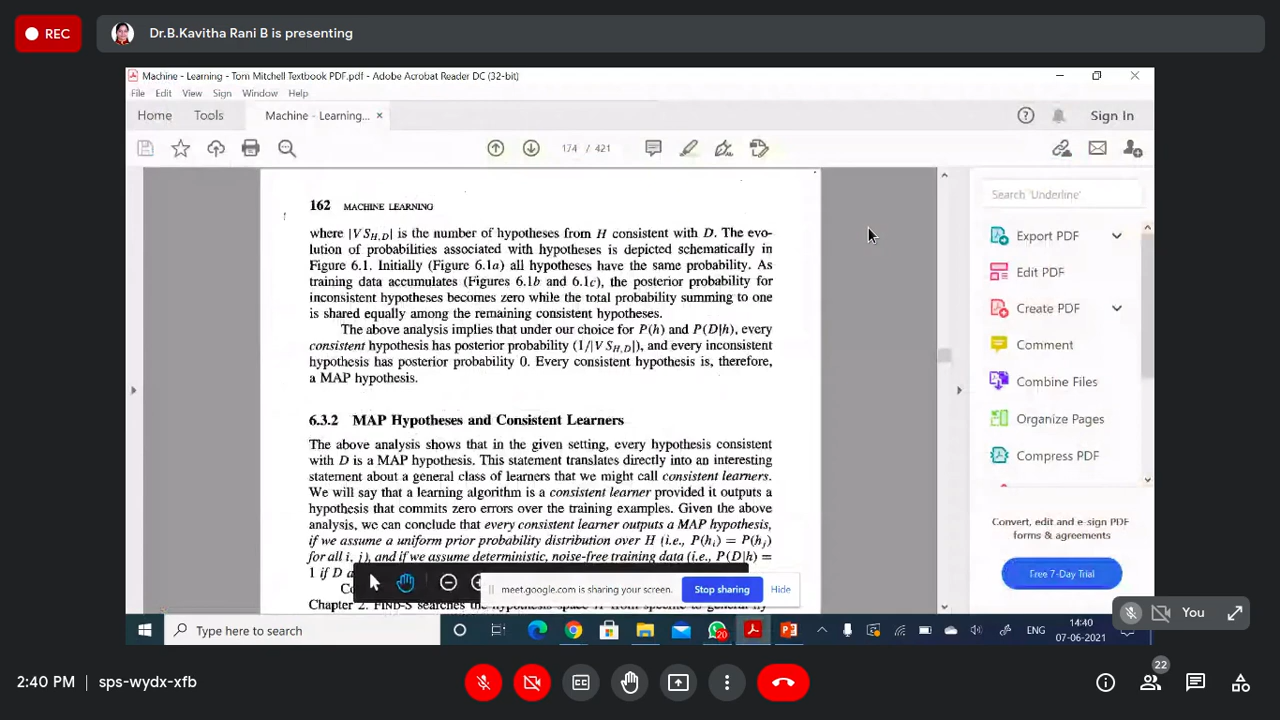 REC
Dr.B.Kavitha Rani B is presenting
Machine - Learning - Tom Mitchell Textbook PDF.pdf - Adobe Acrobat Reader DC (32-bit)
File Edit View Sign Window Help
Home Tools Machine - Learning... × Sign In
174 / 421
162 MACHINE LEARNING
where |VS_{H,D}| is the number of hypotheses from H consistent with D. The evo-
lution of probabilities associated with hypotheses is depicted schematically in
Figure 6.1. Initially (Figure 6.1a) all hypotheses have the same probability. As
training data accumulates (Figures 6.1b and 6.1c), the posterior probability for
inconsistent hypotheses becomes zero while the total probability summing to one
is shared equally among the remaining consistent hypotheses.
The above analysis implies that under our choice for P(h) and P(D|h), every
consistent hypothesis has posterior probability (1/|VS_{H,D}|), and every inconsistent
hypothesis has posterior probability 0. Every consistent hypothesis is, therefore,
a MAP hypothesis.
6.3.2 MAP Hypotheses and Consistent Learners
The above analysis shows that in the given setting, every hypothesis consistent
with D is a MAP hypothesis. This statement translates directly into an interesting
statement about a general class of learners that we might call consistent learners.
We will say that a learning algorithm is a consistent learner provided it outputs a
hypothesis that commits zero errors over the training examples. Given the above
analysis, we can conclude that every consistent learner outputs a MAP hypothesis,
if we assume a uniform prior probability distribution over H (i.e., P(h_i) = P(h_j)
for all i, j), and if we assume deterministic, noise-free training data (i.e., P(D|h) =
1 if D a
Co
Chapter 2. FIND-S searches the hypothesis space H from specific to general hy
Search 'Underline'
Export PDF
Edit PDF
Create PDF
Comment
Combine Files
Organize Pages
Compress PDF
Convert, edit and e-sign PDF
forms & agreements
Free 7-Day Trial
meet.google.com is sharing your screen. Stop sharing Hide
You
Type here to search
20
ENG
14:40
07-06-2021
2:40 PM | sps-wydx-xfb
CC
22